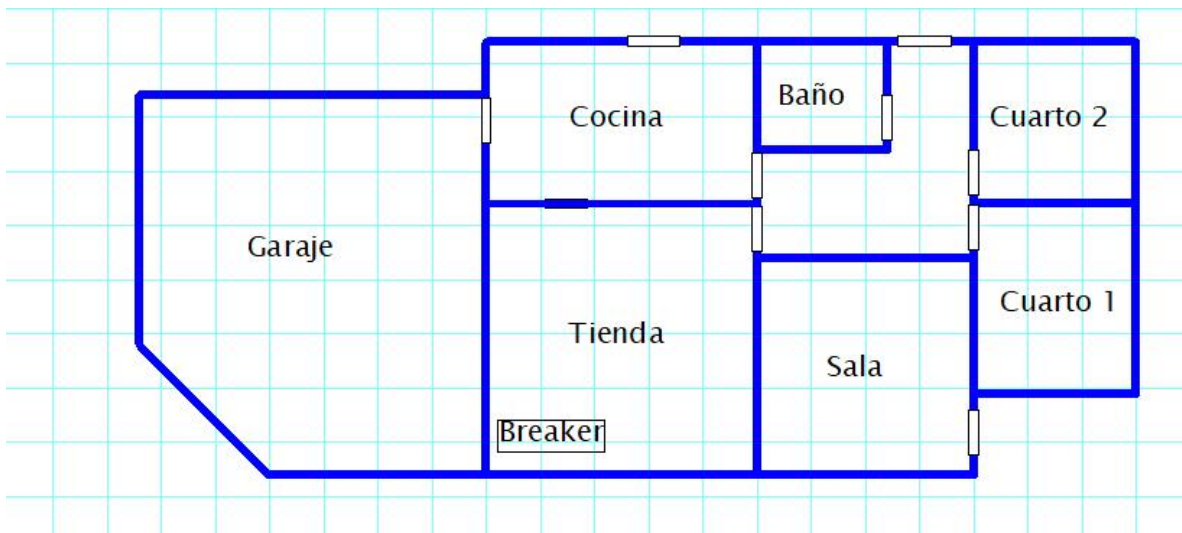 Baño
Cocina
Cuarto 2
Garaje
Cuarto 1
Tienda
Sala
Breaker